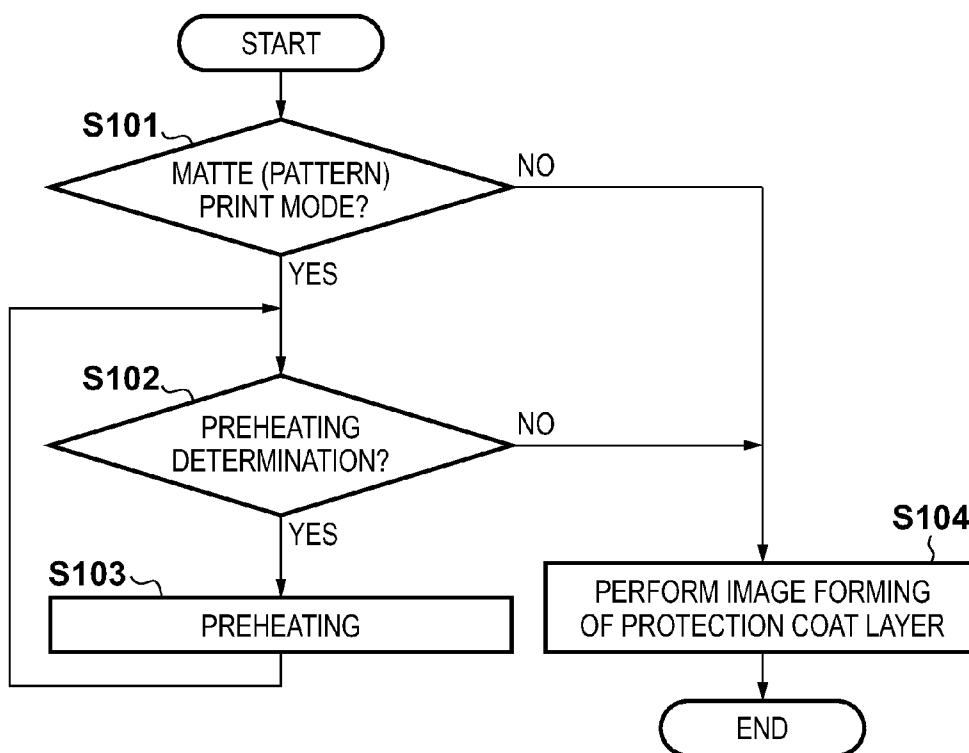 START
S101
MATTE (PATTERN)
PRINT MODE?
NO
YES
S102
PREHEATING
DETERMINATION?
NO
YES
S103
PREHEATING
S104
PERFORM IMAGE FORMING
OF PROTECTION COAT LAYER
END